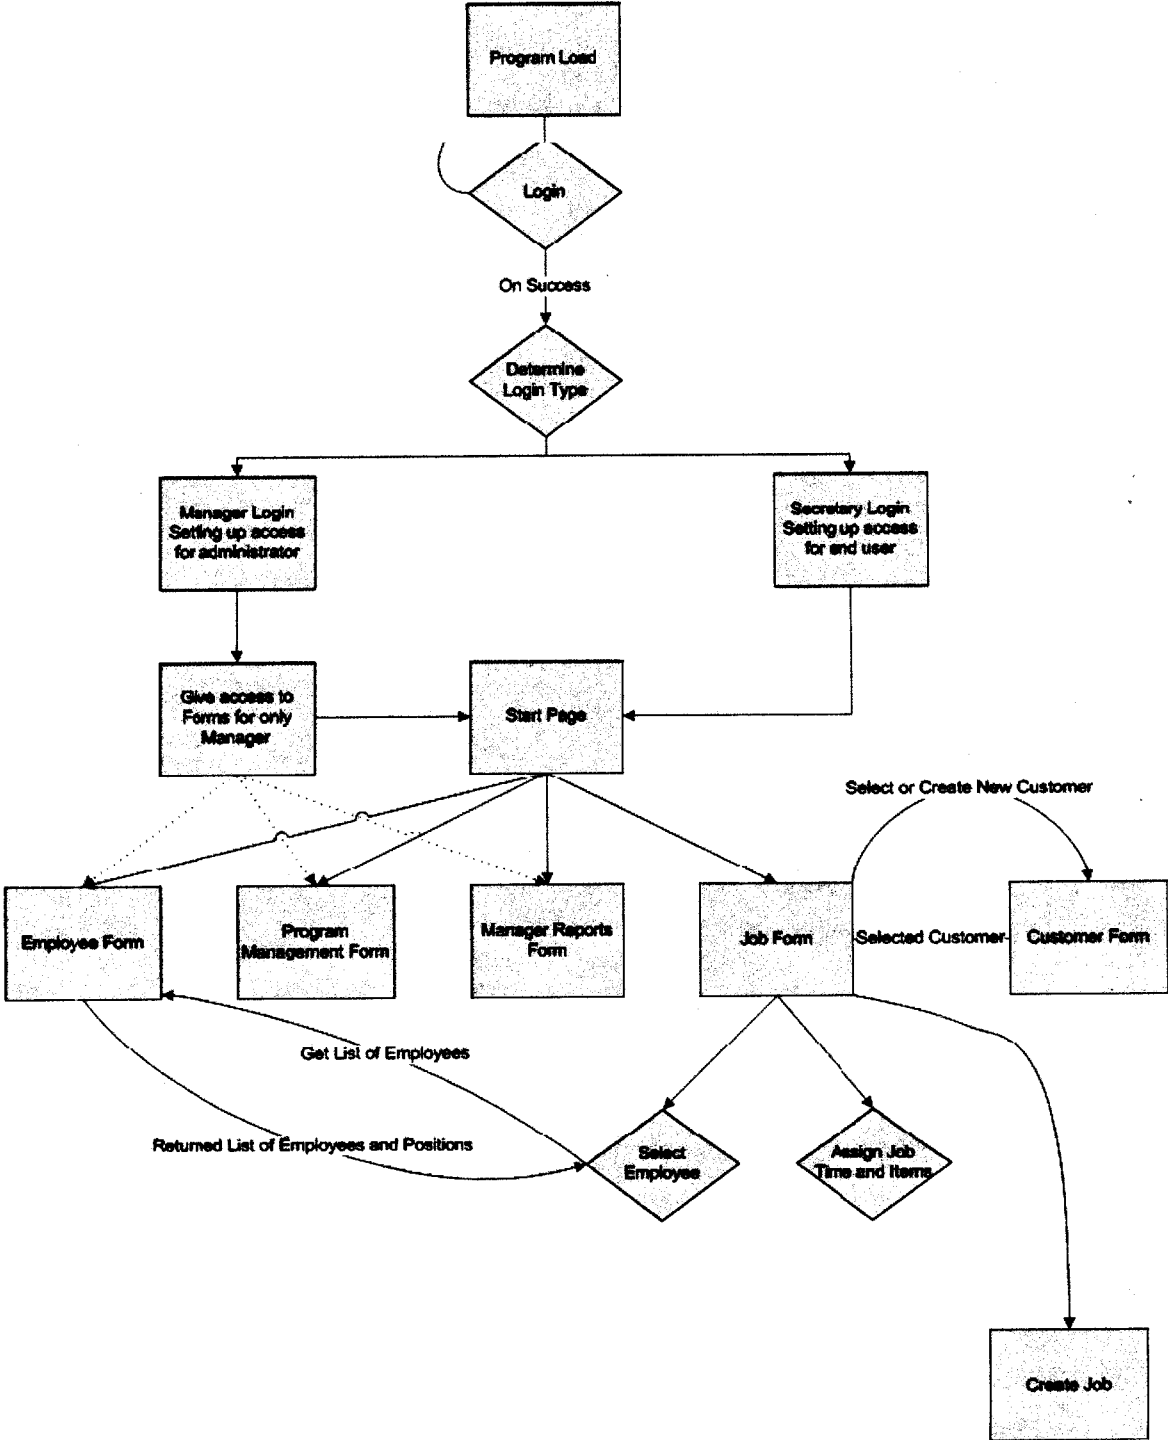 Program Load
Login
On Success
Determine
Login Type
Manager Login
Setting up access
for administrator
Secretary Login
Setting up access
for end user
Give access to
Forms for only
Manager
Start Page
Select or Create New Customer
Employee Form
Program
Management Form
Manager Reports
Form
Job Form
Selected Customer
Customer Form
Get List of Employees
Returned List of Employees and Positions
Select
Employee
Assign Job
Time and Items
Create Job